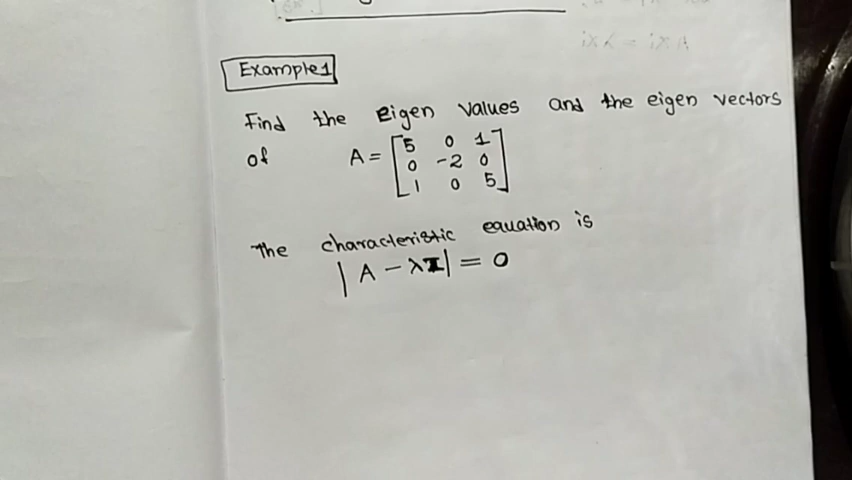 Example1
Find the Eigen values and the eigen vectors
of A = [5 0 1
0 -2 0
1 0 5]
The characteristic equation is
|A - λI| = 0